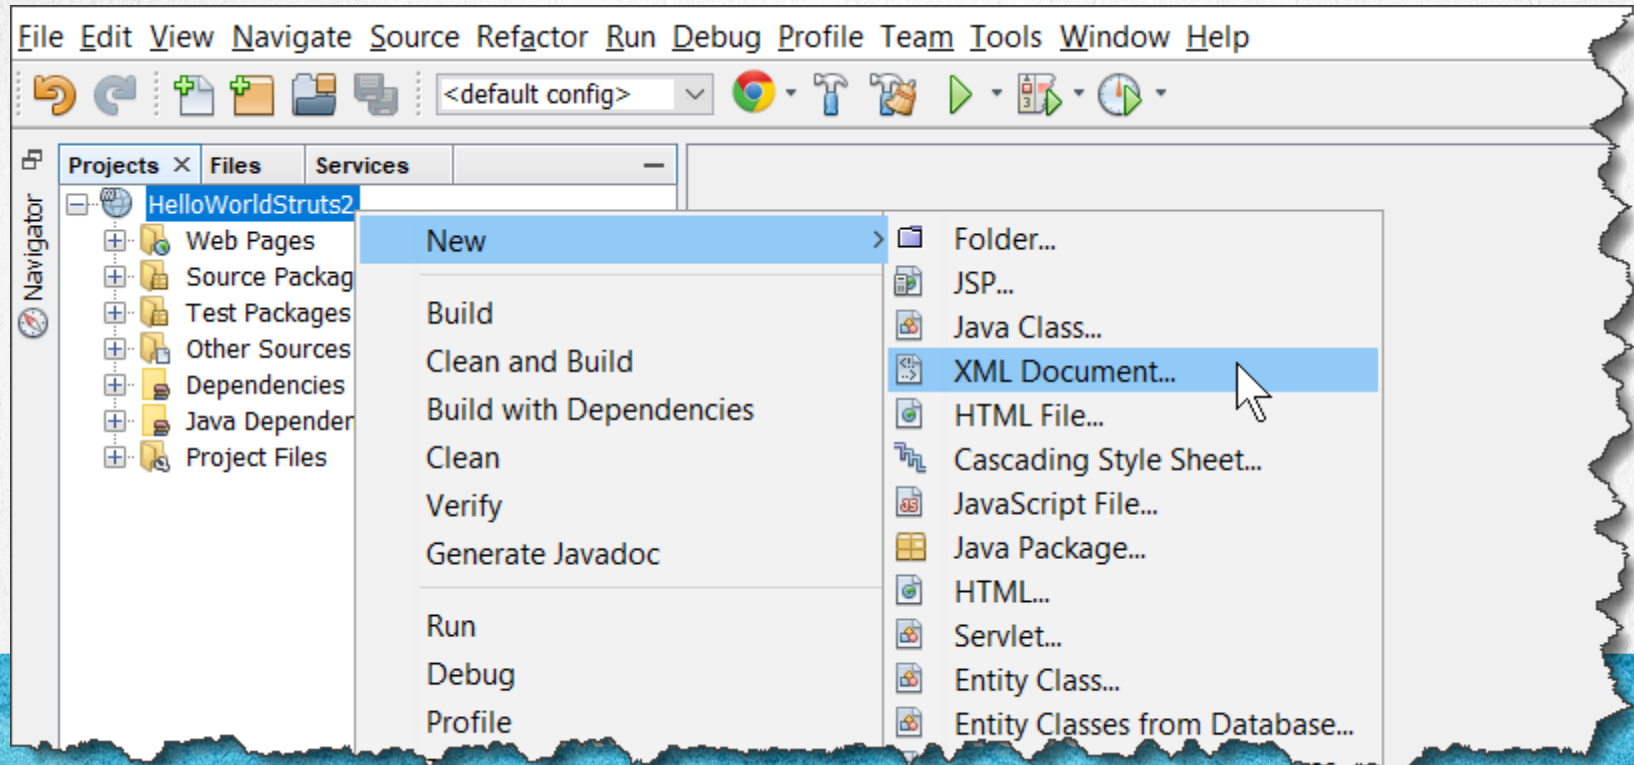 File Edit View Navigate Source Refactor Run Debug Profile Team Tools Window Help
<default config>
Projects Files Services
Navigator
HelloWorldStruts2
Web Pages
Source Packag
Test Packages
Other Sources
Dependencies
Java Depender
Project Files
New
Build
Clean and Build
Build with Dependencies
Clean
Verify
Generate Javadoc
Run
Debug
Profile
Folder...
JSP...
Java Class...
XML Document...
HTML File...
Cascading Style Sheet...
JavaScript File...
Java Package...
HTML...
Servlet...
Entity Class...
Entity Classes from Database...